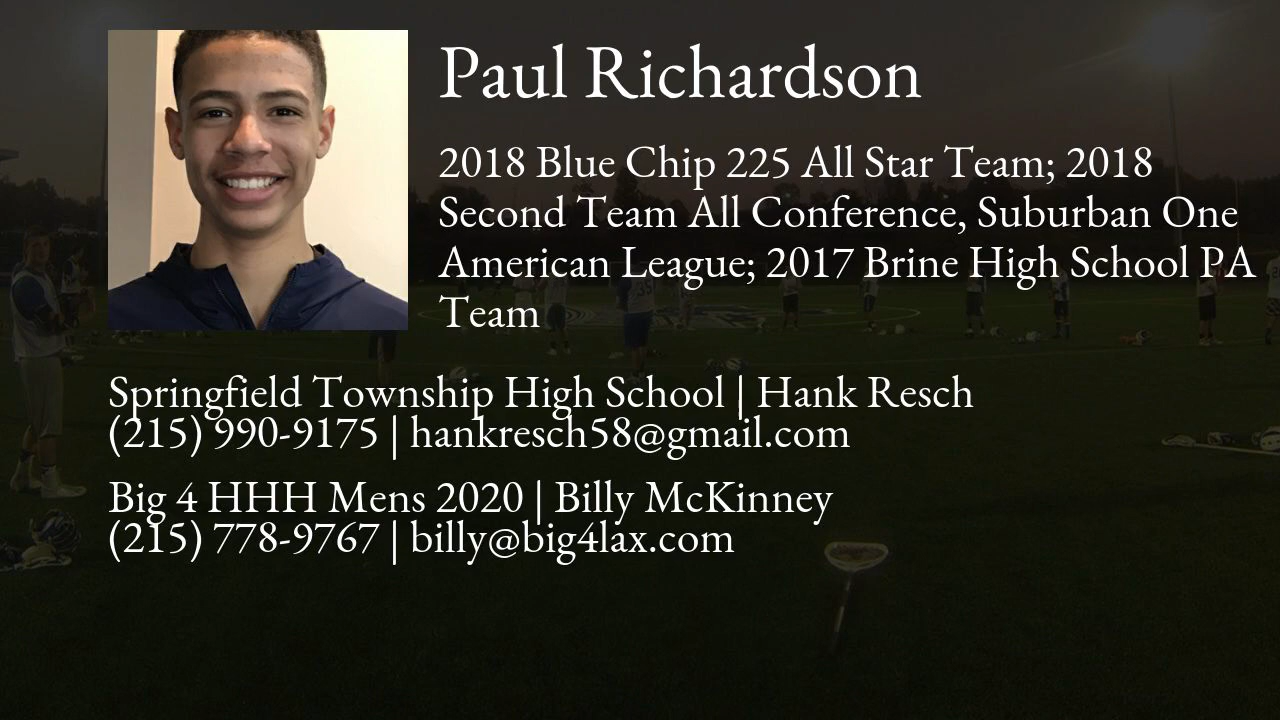 Paul Richardson
2018 Blue Chip 225 All Star Team; 2018
Second Team All Conference, Suburban One
American League; 2017 Brine High School PA
Team
Springfield Township High School | Hank Resch
(215) 990-9175 | hankresch58@gmail.com
Big 4 HHH Mens 2020 | Billy McKinney
(215) 778-9767 | billy@big4lax.com